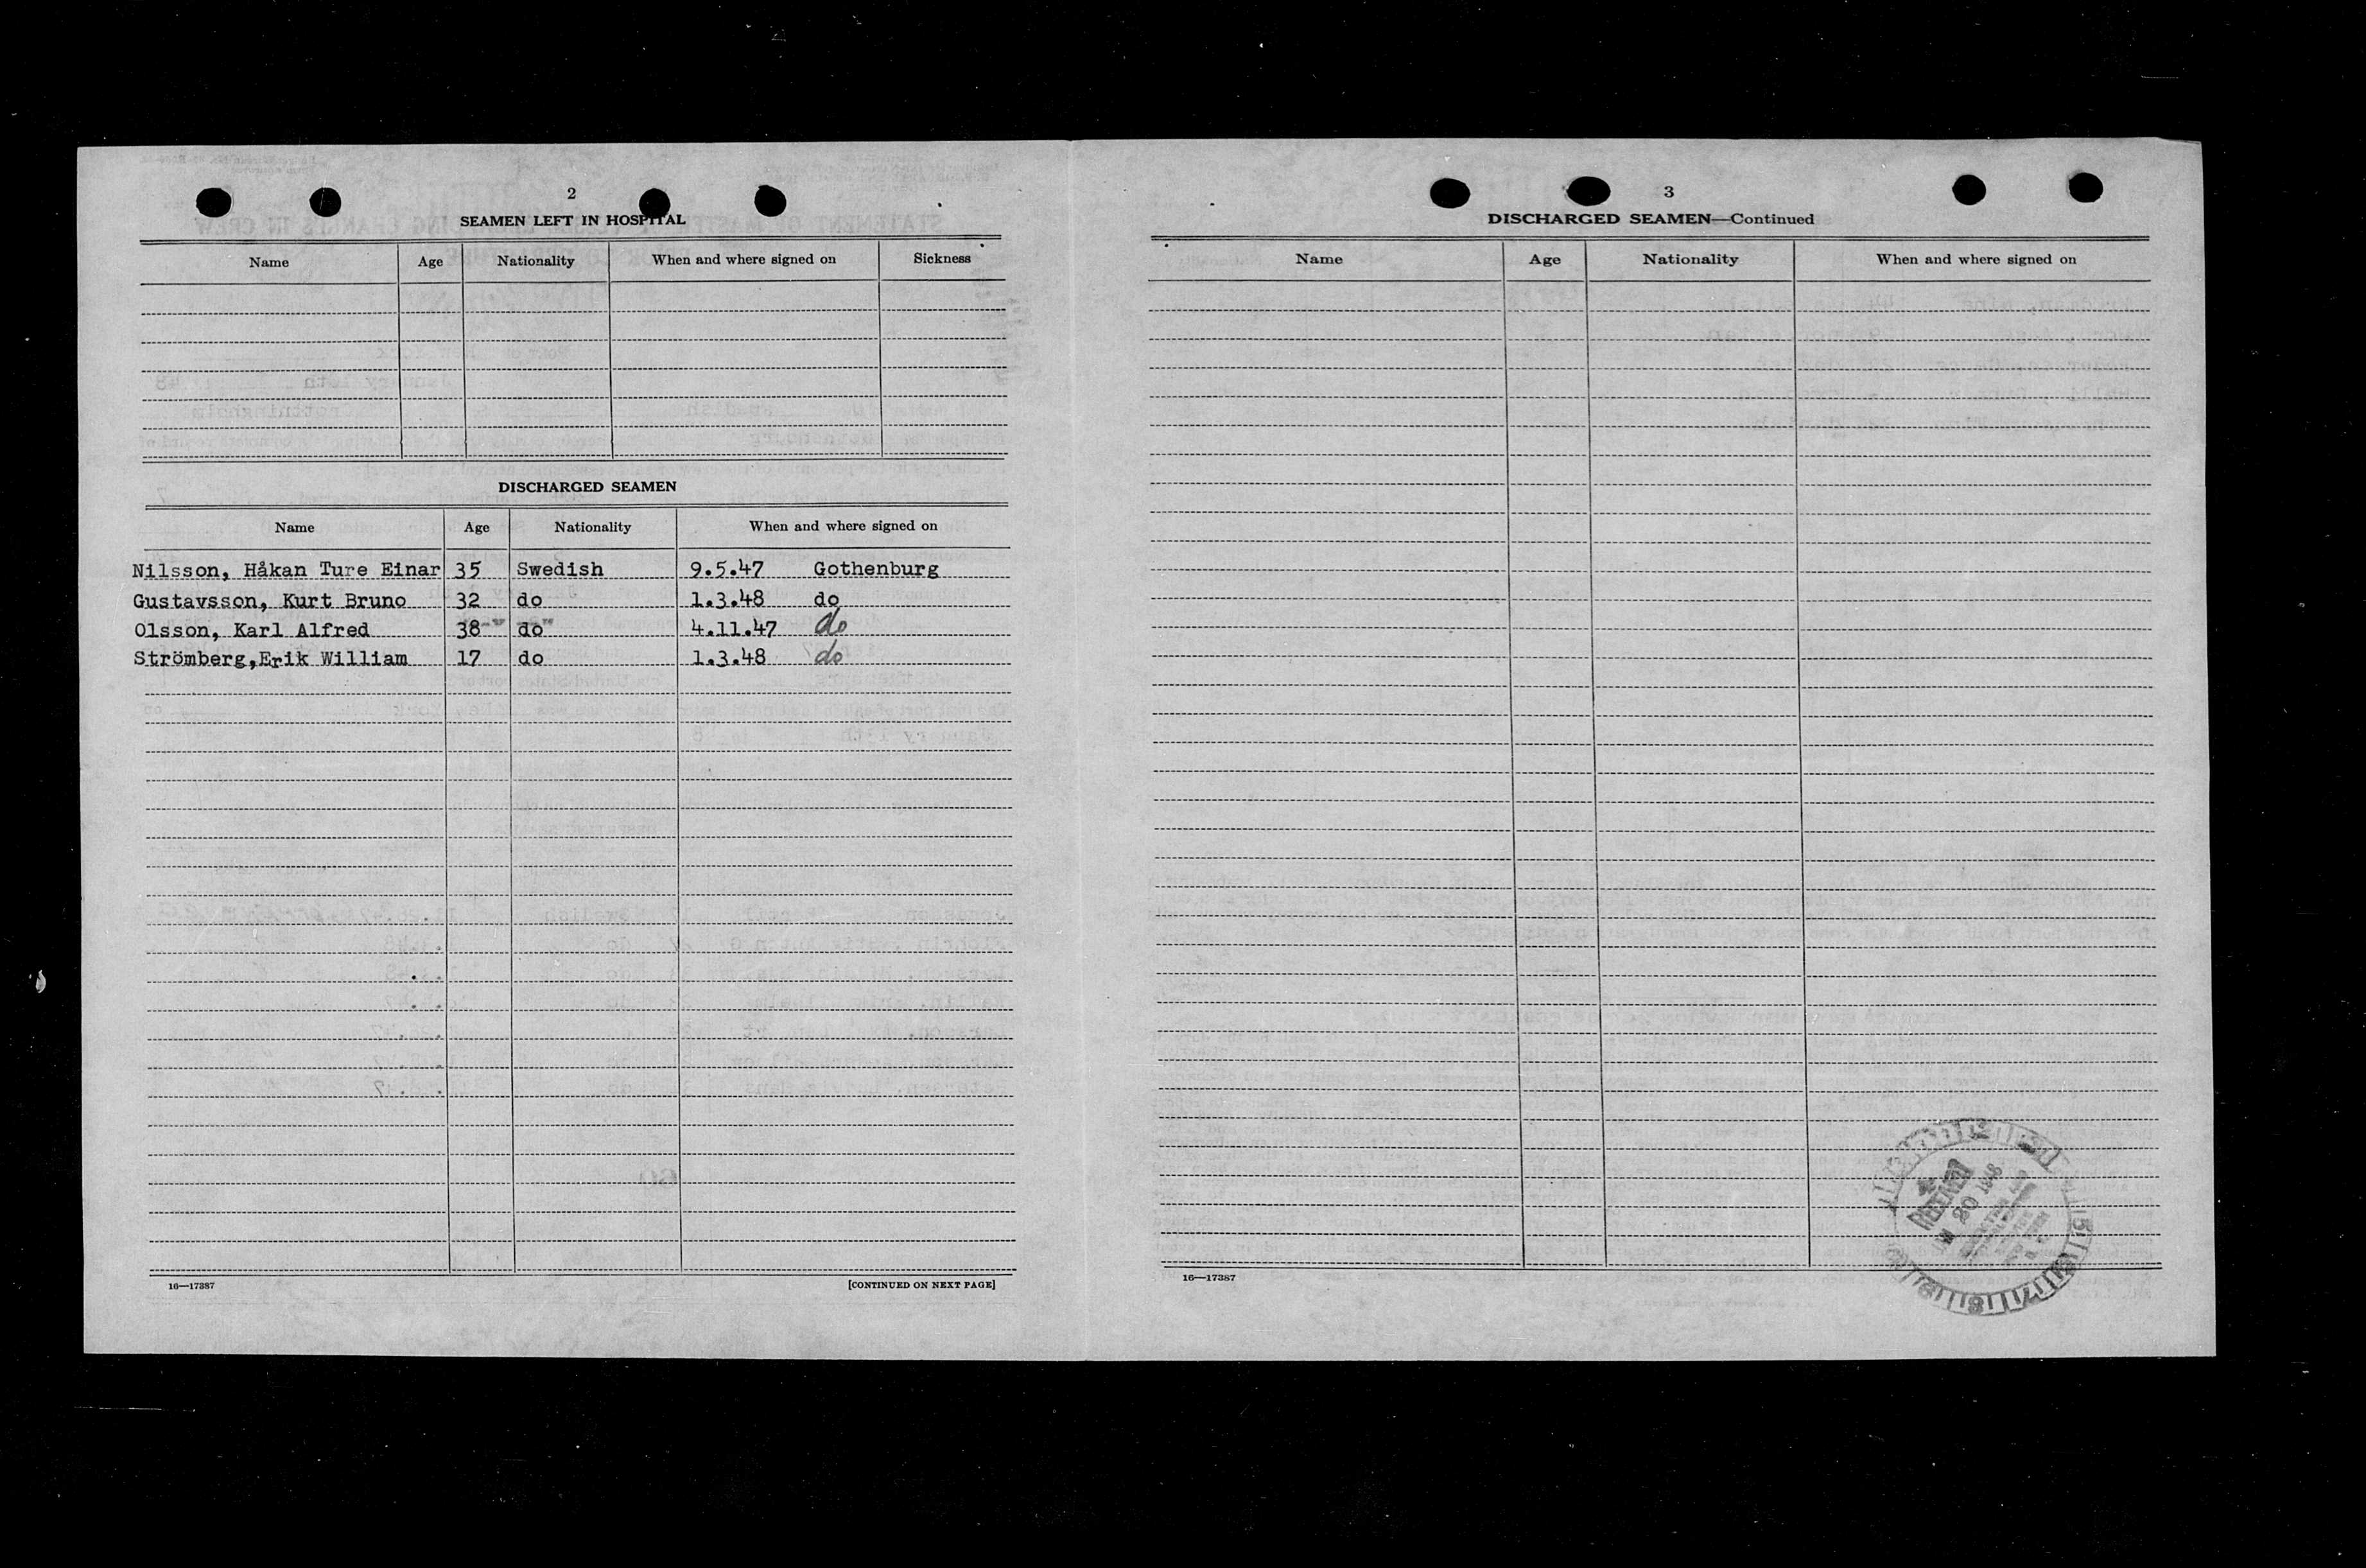 2
SEAMEN LEFT IN HOSPITAL
Name Age Nationality When and where signed on Sickness
DISCHARGED SEAMEN
Name Age Nationality When and where signed on
Nilsson, Håkan Ture Einar 35 Swedish 9.5.47 Gothenburg
Gustavsson, Kurt Bruno 32 do 1.3.48 do
Olsson, Karl Alfred 38 do 4.11.47 do
Strömberg,Erik William 17 do 1.3.48 do
16—17387 [CONTINUED ON NEXT PAGE]
3
DISCHARGED SEAMEN—Continued
Name Age Nationality When and where signed on
RECEIVED
20 1948
16—17387